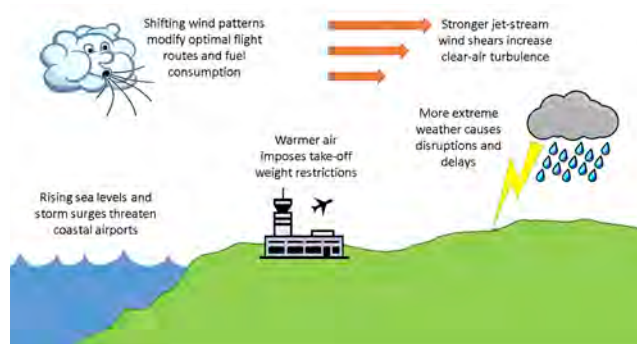 Shifting wind patterns
modify optimal flight
routes and fuel
consumption
Stronger jet-stream
wind shears increase
clear-air turbulence
More extreme
weather causes
disruptions and
delays
Warmer air
imposes take-off
weight restrictions
Rising sea levels and
storm surges threaten
coastal airports